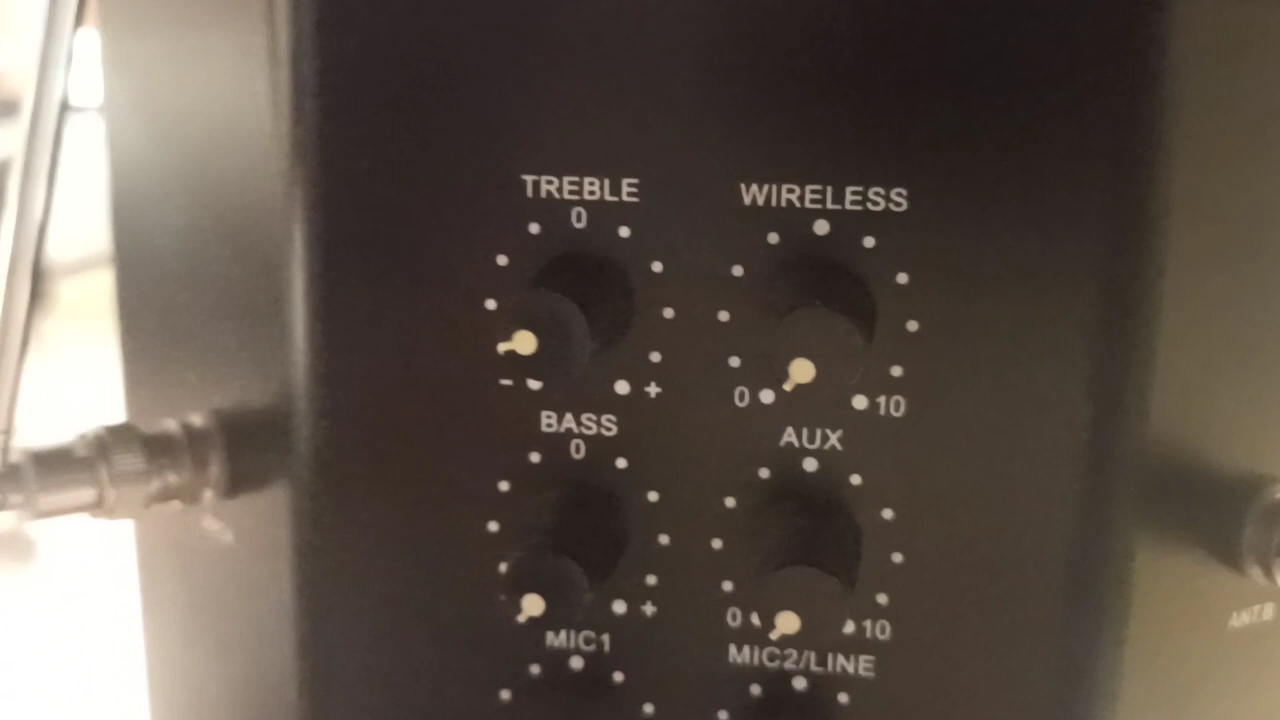 TREBLE
0
- +
WIRELESS
0 10
BASS
0
+
AUX
0 10
MIC1
MIC2/LINE
ANT.B